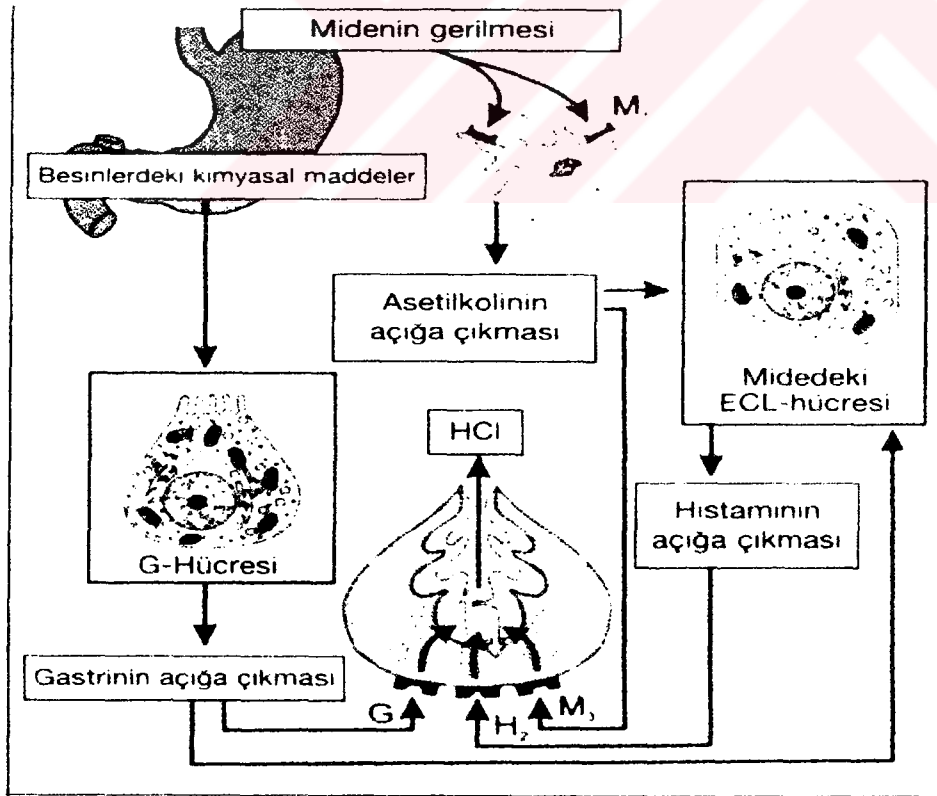 Midenin gerilmesi
M₁
Besinlerdeki kimyasal maddeler
Asetilkolinin
açığa çıkması
Midedeki
ECL-hücresi
HCl
Histaminin
açığa çıkması
G-Hücresi
Gastrinin açığa çıkması
G
H₂
M₃